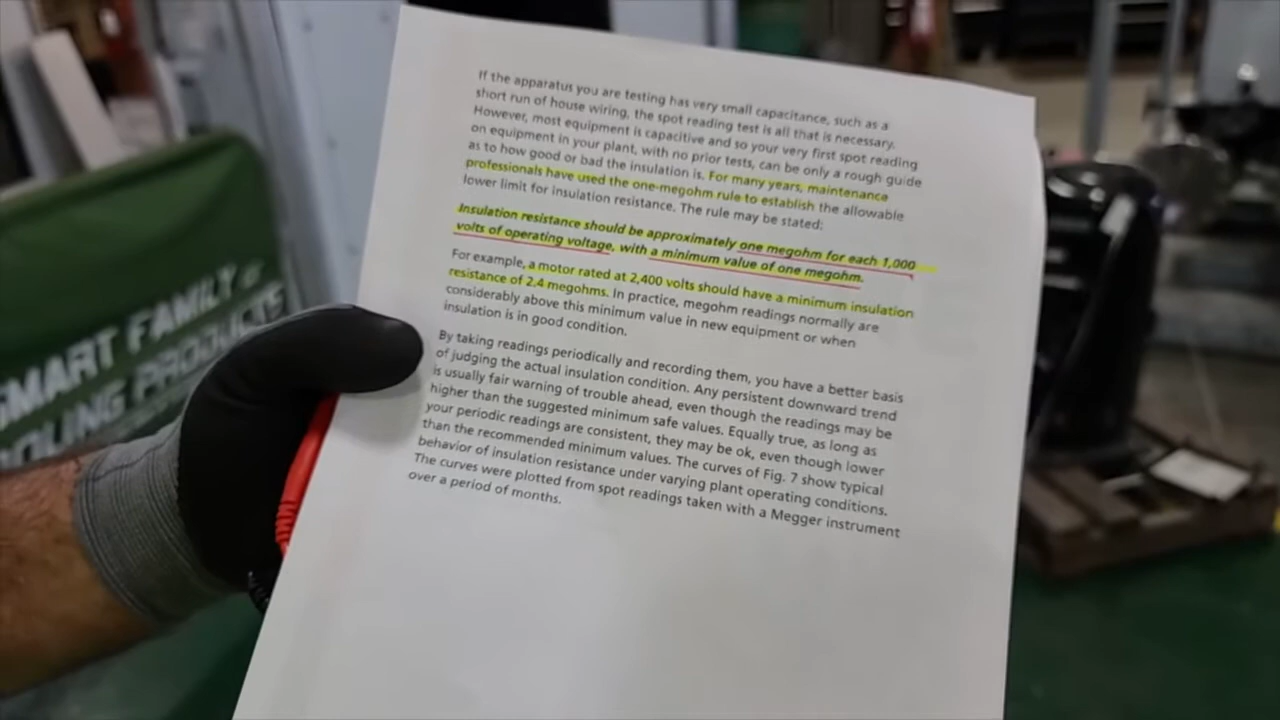 If the apparatus you are testing has very small capacitance, such as a
short run of house wiring, the spot reading test is all that is necessary.
However, most equipment is capacitive and so your very first spot reading
on equipment in your plant, with no prior tests, can be only a rough guide
as to how good or bad the insulation is. For many years, maintenance
professionals have used the one-megohm rule to establish the allowable
lower limit for insulation resistance. The rule may be stated:
Insulation resistance should be approximately one megohm for each 1,000
volts of operating voltage, with a minimum value of one megohm.
For example, a motor rated at 2,400 volts should have a minimum insulation
resistance of 2.4 megohms. In practice, megohm readings normally are
considerably above this minimum value in new equipment or when
insulation is in good condition.
By taking readings periodically and recording them, you have a better basis
of judging the actual insulation condition. Any persistent downward trend
is usually fair warning of trouble ahead, even though the readings may be
higher than the suggested minimum safe values. Equally true, as long as
your periodic readings are consistent, they may be ok, even though lower
than the recommended minimum values. The curves of Fig. 7 show typical
behavior of insulation resistance under varying plant operating conditions.
The curves were plotted from spot readings taken with a Megger instrument
over a period of months.
SMART FAMILY
PRODUCTS